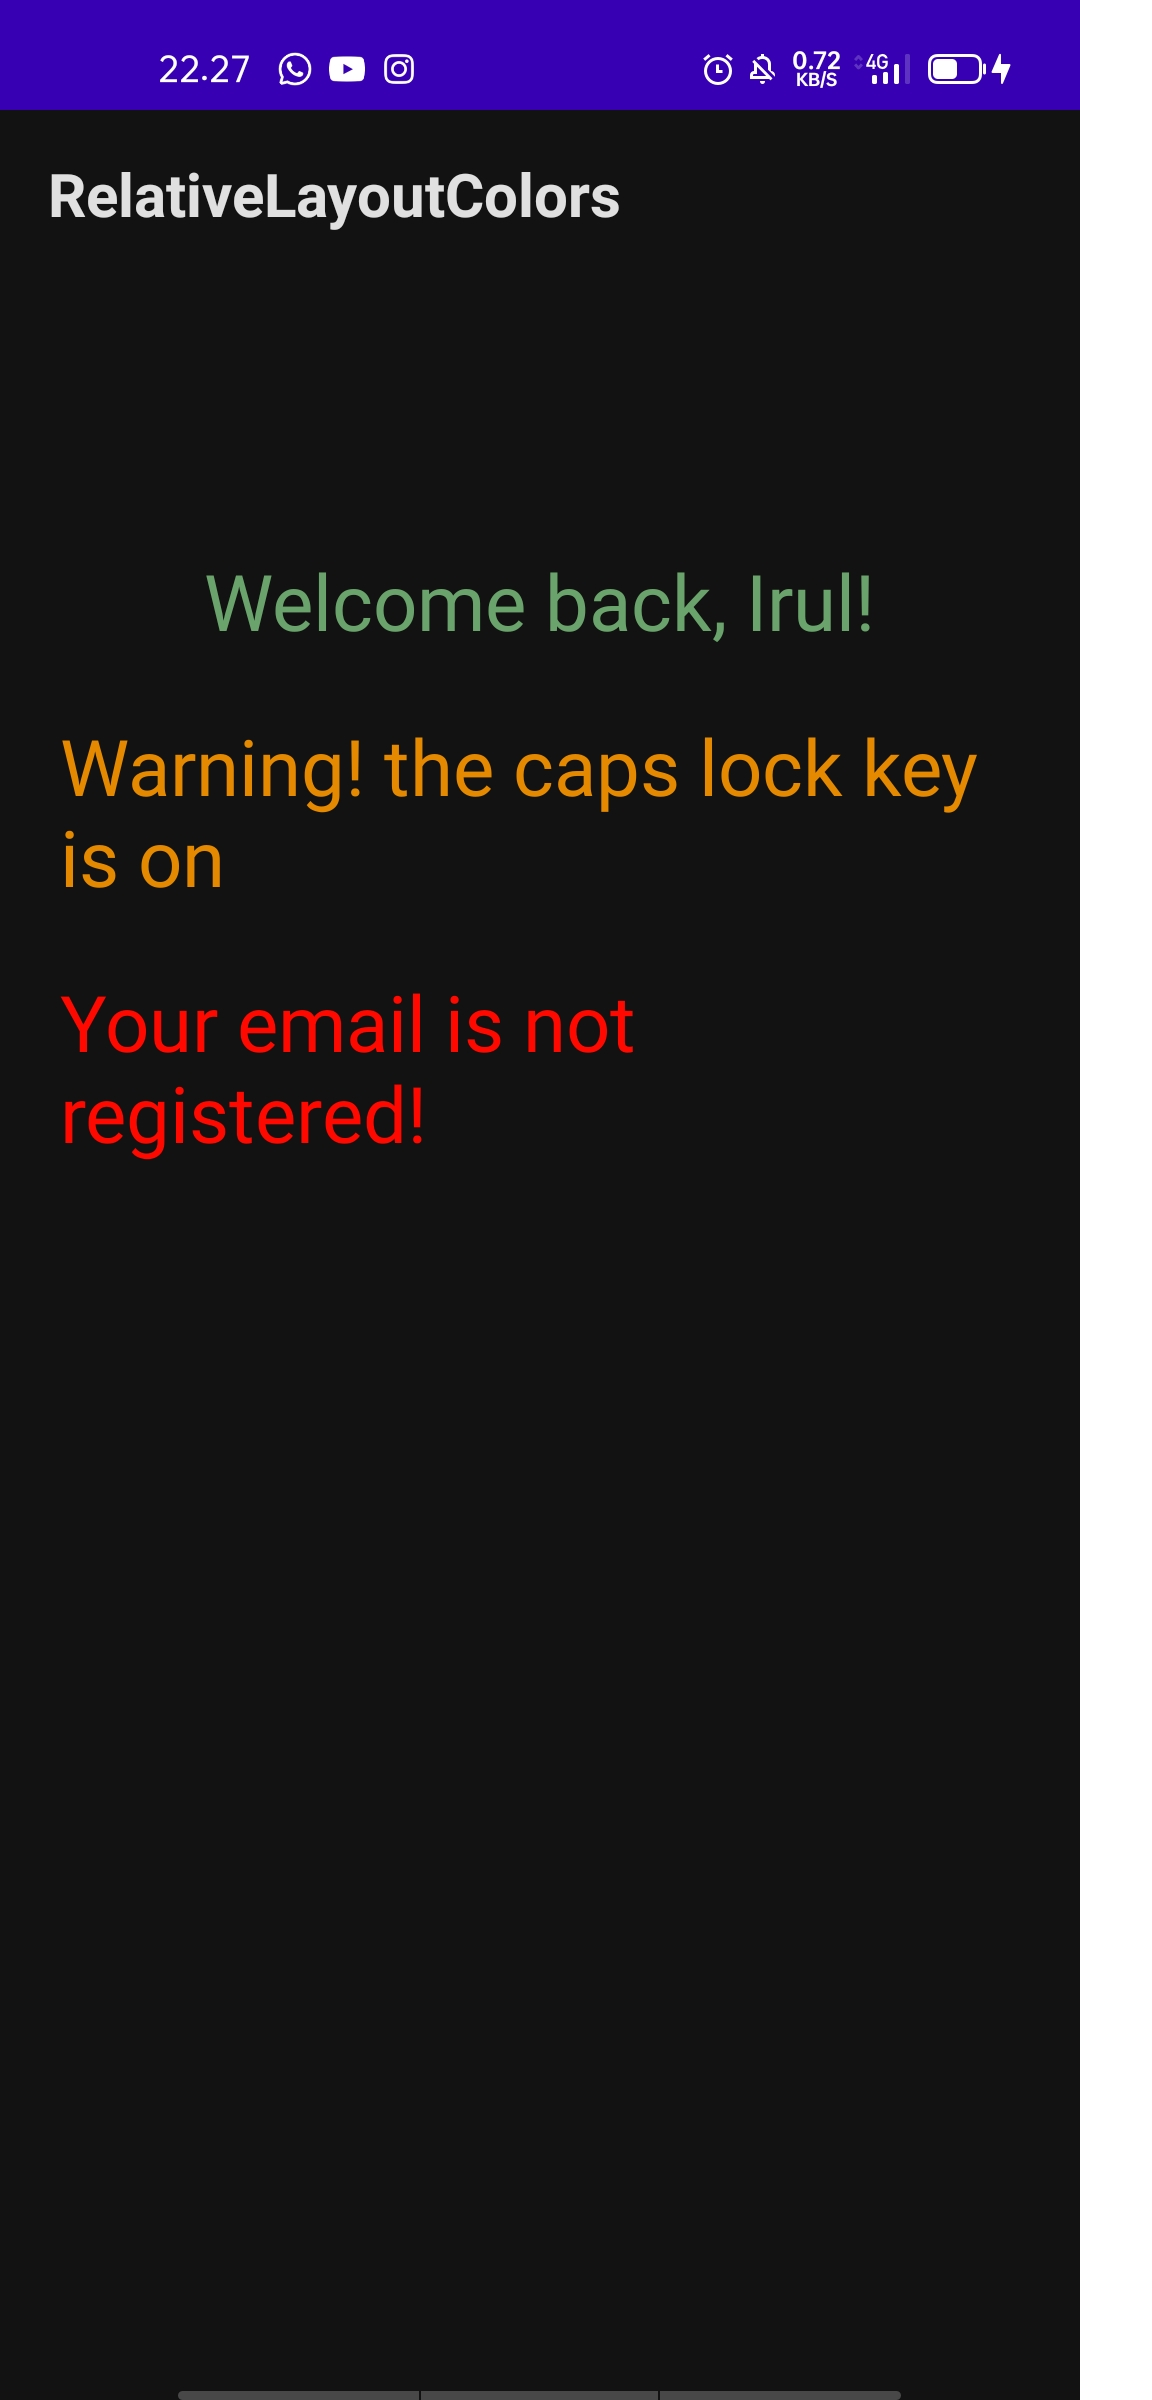 22.27 0.72 4G
KB/S
RelativeLayoutColors
Welcome back, Irul!
Warning! the caps lock key
is on
Your email is not
registered!